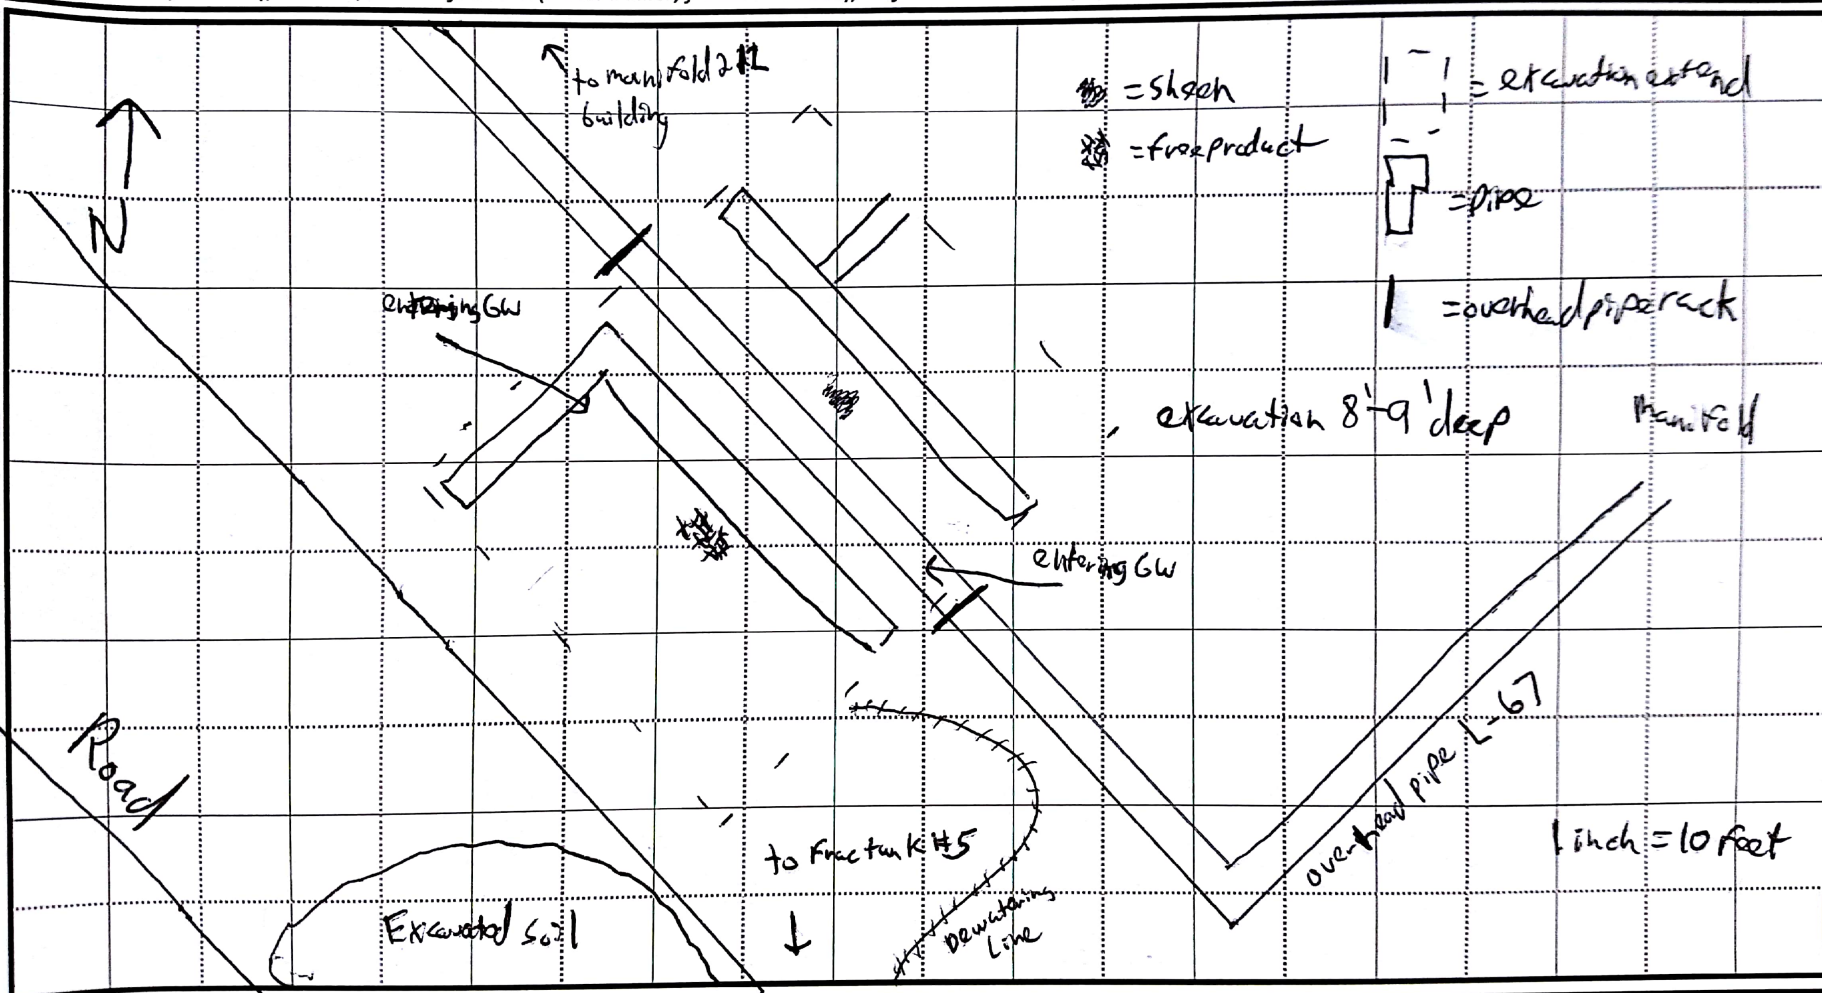 to manifold 211
building
N
entering GW
= sheen
= free product
= excavation extend
= pipe
= overhead pipe rack
excavation 8'-9' deep
Manifold
entering GW
Road
overhead pipe L-67
1 inch = 10 feet
to Frac tank #5
Dewatering
Line
Excavated soil